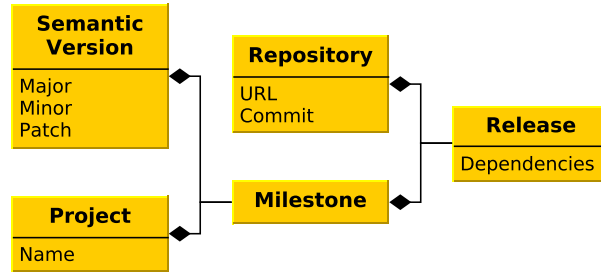 Semantic
Version
Major
Minor
Patch
Project
Name
Repository
URL
Commit
Milestone
Release
Dependencies